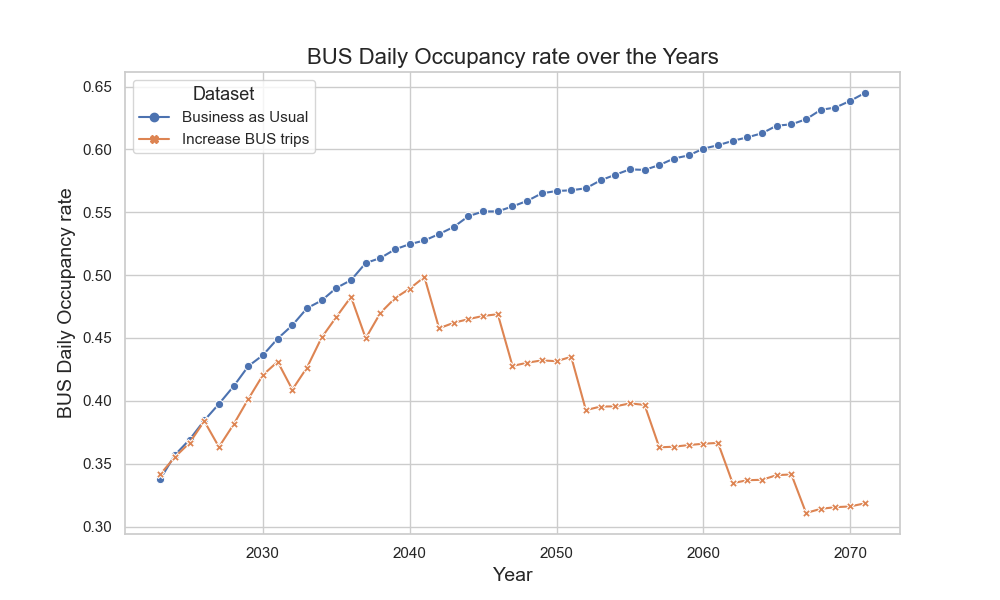 BUS Daily Occupancy rate over the Years
Dataset
Business as Usual
Increase BUS trips
BUS Daily Occupancy rate
0.65
0.60
0.55
0.50
0.45
0.40
0.35
0.30
2030 2040 2050 2060 2070
Year